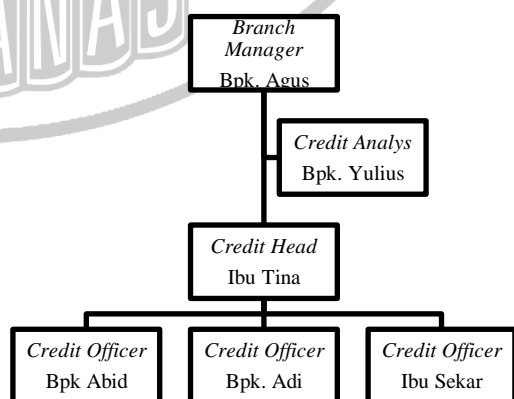 Branch
Manager
Bpk. Agus
Credit Analys
Bpk. Yulius
Credit Head
Ibu Tina
Credit Officer
Bpk Abid
Credit Officer
Bpk. Adi
Credit Officer
Ibu Sekar